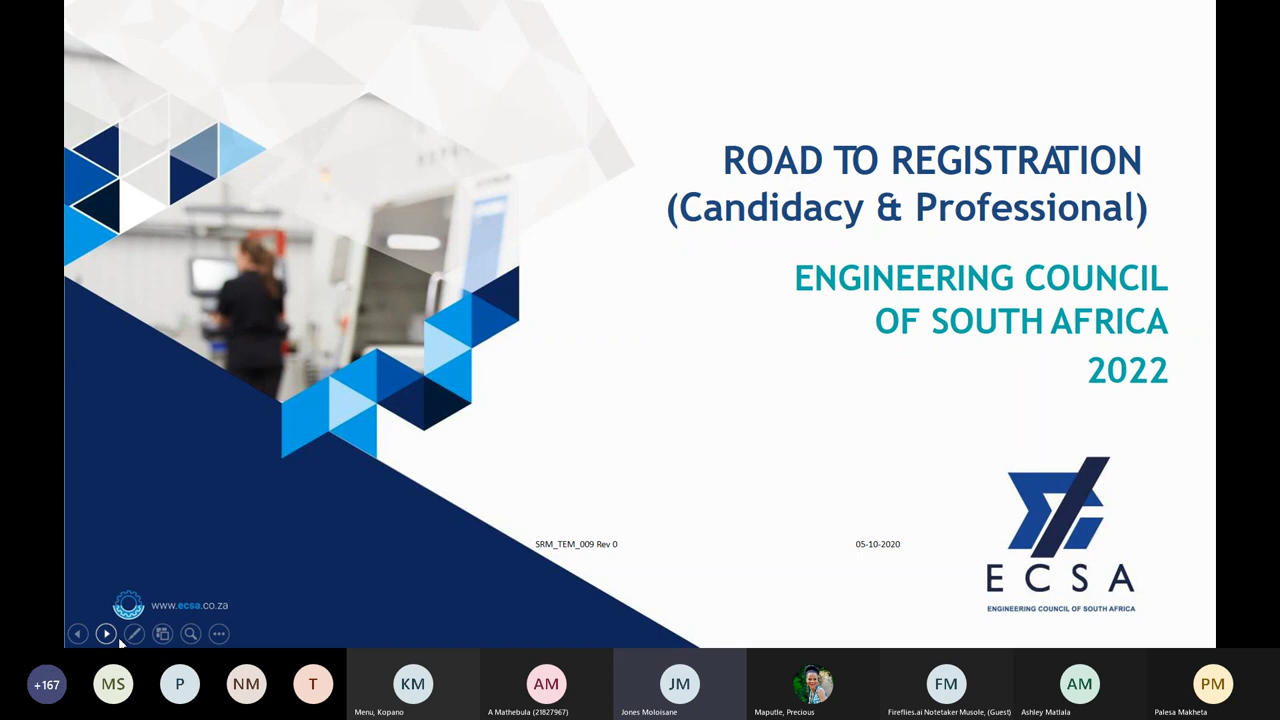 ROAD TO REGISTRATION
(Candidacy & Professional)
ENGINEERING COUNCIL
OF SOUTH AFRICA
2022
SRM_TEM_009 Rev 0
05-10-2020
ECSA
ENGINEERING COUNCIL OF SOUTH AFRICA
www.ecsa.co.za
+167
MS
P
NM
T
KM
Menu, Kopano
AM
A Mathebula (21827967)
JM
Jones Moloisane
Maputle, Precious
FM
Fireflies.ai Notetaker Musole, (Guest)
AM
Ashley Matlala
PM
Palesa Makheta